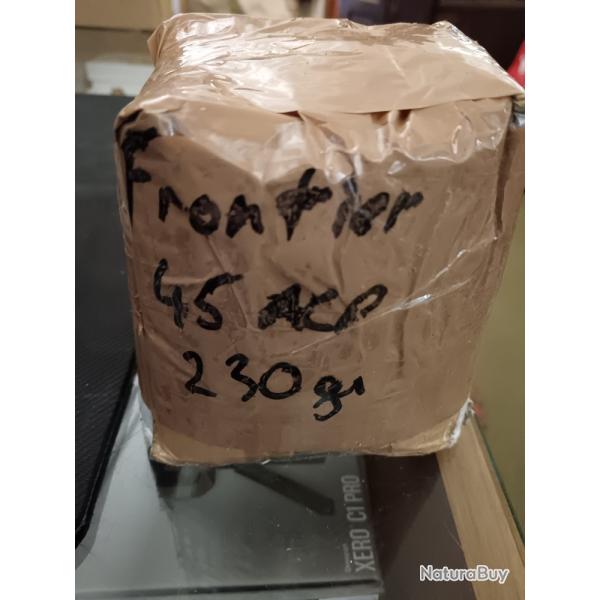 Frontier
45 ACP
230 gr
XERO C1 PRO
NaturaBuy